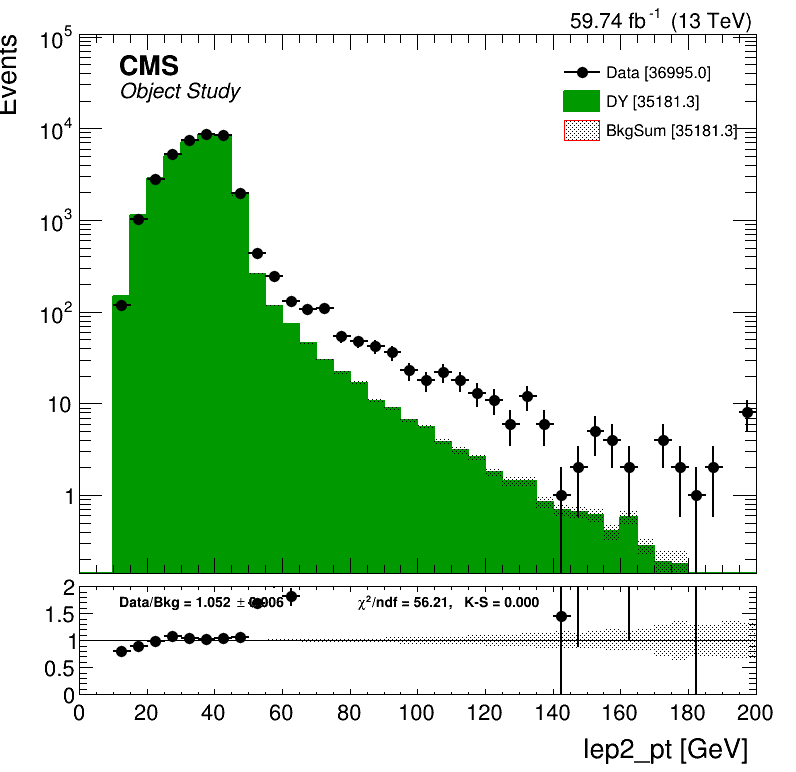 59.74 fb⁻¹ (13 TeV)
Events
10⁵
10⁴
10³
10²
10
1
CMS
Object Study
Data [36995.0]
DY [35181.3]
BkgSum [35181.3]
2
1.5
1
0.5
0
Data/Bkg = 1.052 ± 0.006
χ²/ndf = 56.21, K-S = 0.000
0 20 40 60 80 100 120 140 160 180 200
lep2_pt [GeV]